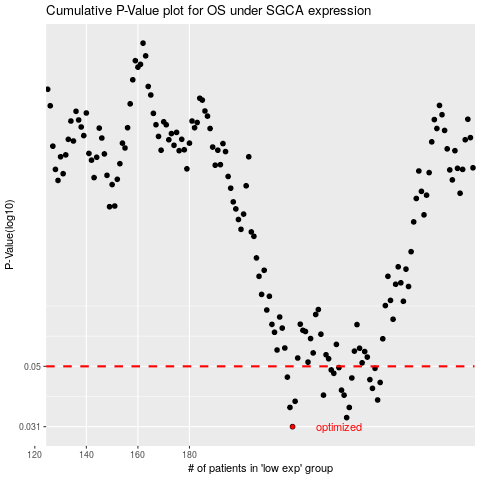 Cumulative P-Value plot for OS under SGCA expression
P-Value(log10)
0.05
0.031
optimized
120 140 160 180
# of patients in 'low exp' group